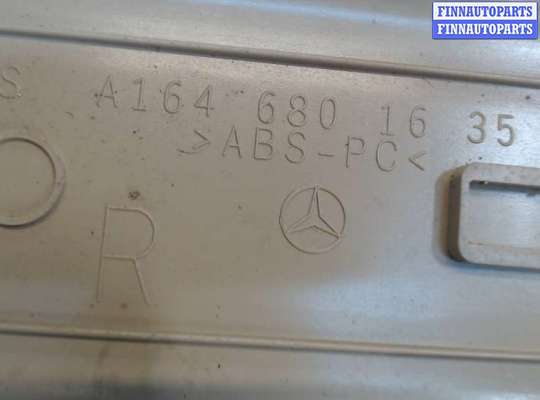 FINNAUTOPARTS
FINNAUTOPARTS
S A164 680 16 35
>ABS-PC<
R